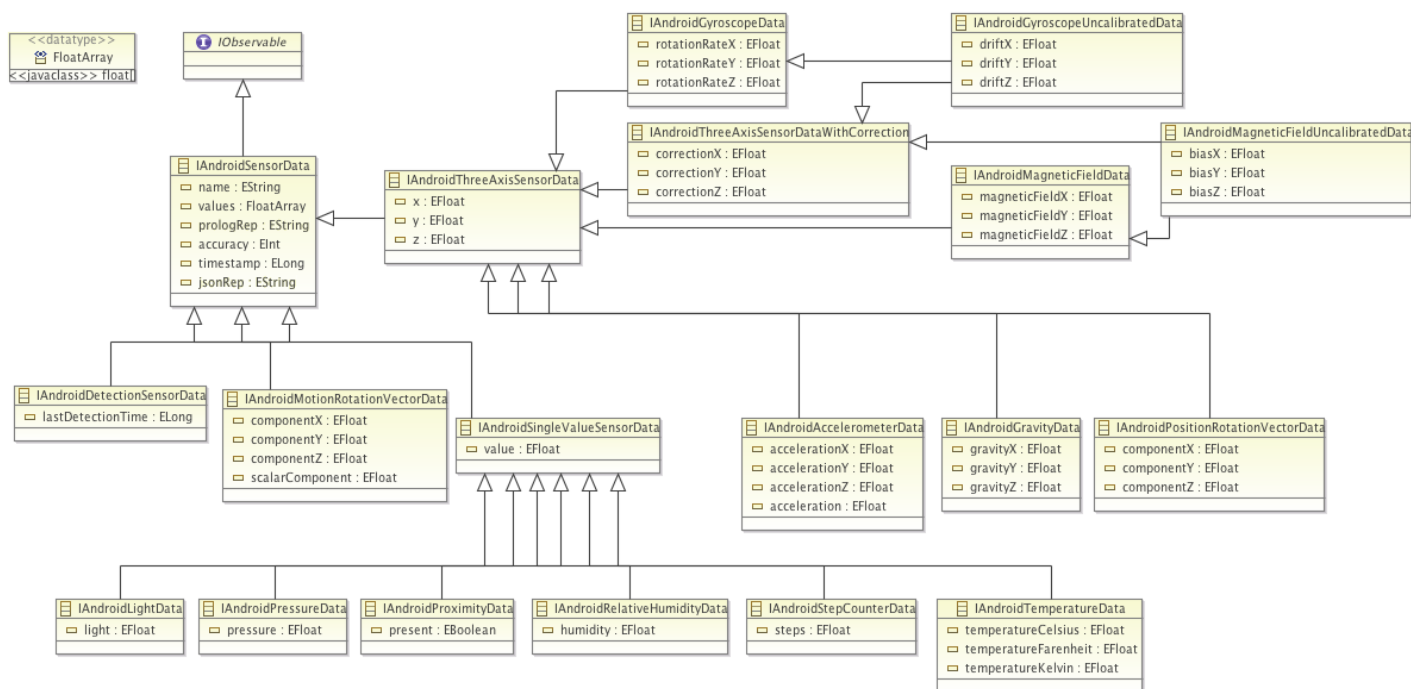 <<datatype>>
FloatArray
<<javaclass>> float[]
I IObservable
IAndroidGyroscopeData
rotationRateX : EFloat
rotationRateY : EFloat
rotationRateZ : EFloat
IAndroidGyroscopeUncalibratedData
driftX : EFloat
driftY : EFloat
driftZ : EFloat
IAndroidThreeAxisSensorDataWithCorrection
correctionX : EFloat
correctionY : EFloat
correctionZ : EFloat
IAndroidMagneticFieldUncalibratedData
biasX : EFloat
biasY : EFloat
biasZ : EFloat
IAndroidSensorData
name : EString
values : FloatArray
prologRep : EString
accuracy : EInt
timestamp : ELong
jsonRep : EString
IAndroidThreeAxisSensorData
x : EFloat
y : EFloat
z : EFloat
IAndroidMagneticFieldData
magneticFieldX : EFloat
magneticFieldY : EFloat
magneticFieldZ : EFloat
IAndroidDetectionSensorData
lastDetectionTime : ELong
IAndroidMotionRotationVectorData
componentX : EFloat
componentY : EFloat
componentZ : EFloat
scalarComponent : EFloat
IAndroidSingleValueSensorData
value : EFloat
IAndroidAccelerometerData
accelerationX : EFloat
accelerationY : EFloat
accelerationZ : EFloat
acceleration : EFloat
IAndroidGravityData
gravityX : EFloat
gravityY : EFloat
gravityZ : EFloat
IAndroidPositionRotationVectorData
componentX : EFloat
componentY : EFloat
componentZ : EFloat
IAndroidLightData
light : EFloat
IAndroidPressureData
pressure : EFloat
IAndroidProximityData
present : EBoolean
IAndroidRelativeHumidityData
humidity : EFloat
IAndroidStepCounterData
steps : EFloat
IAndroidTemperatureData
temperatureCelsius : EFloat
temperatureFarenheit : EFloat
temperatureKelvin : EFloat